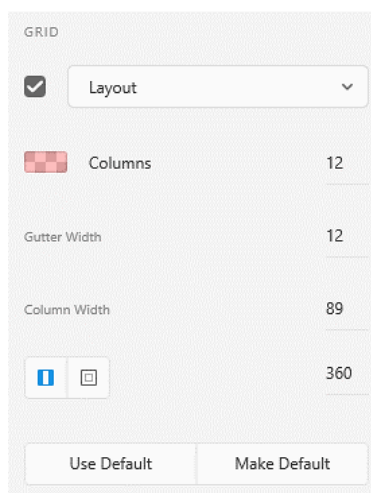 GRID
Layout
Columns 12
Gutter Width 12
Column Width 89
360
Use Default Make Default